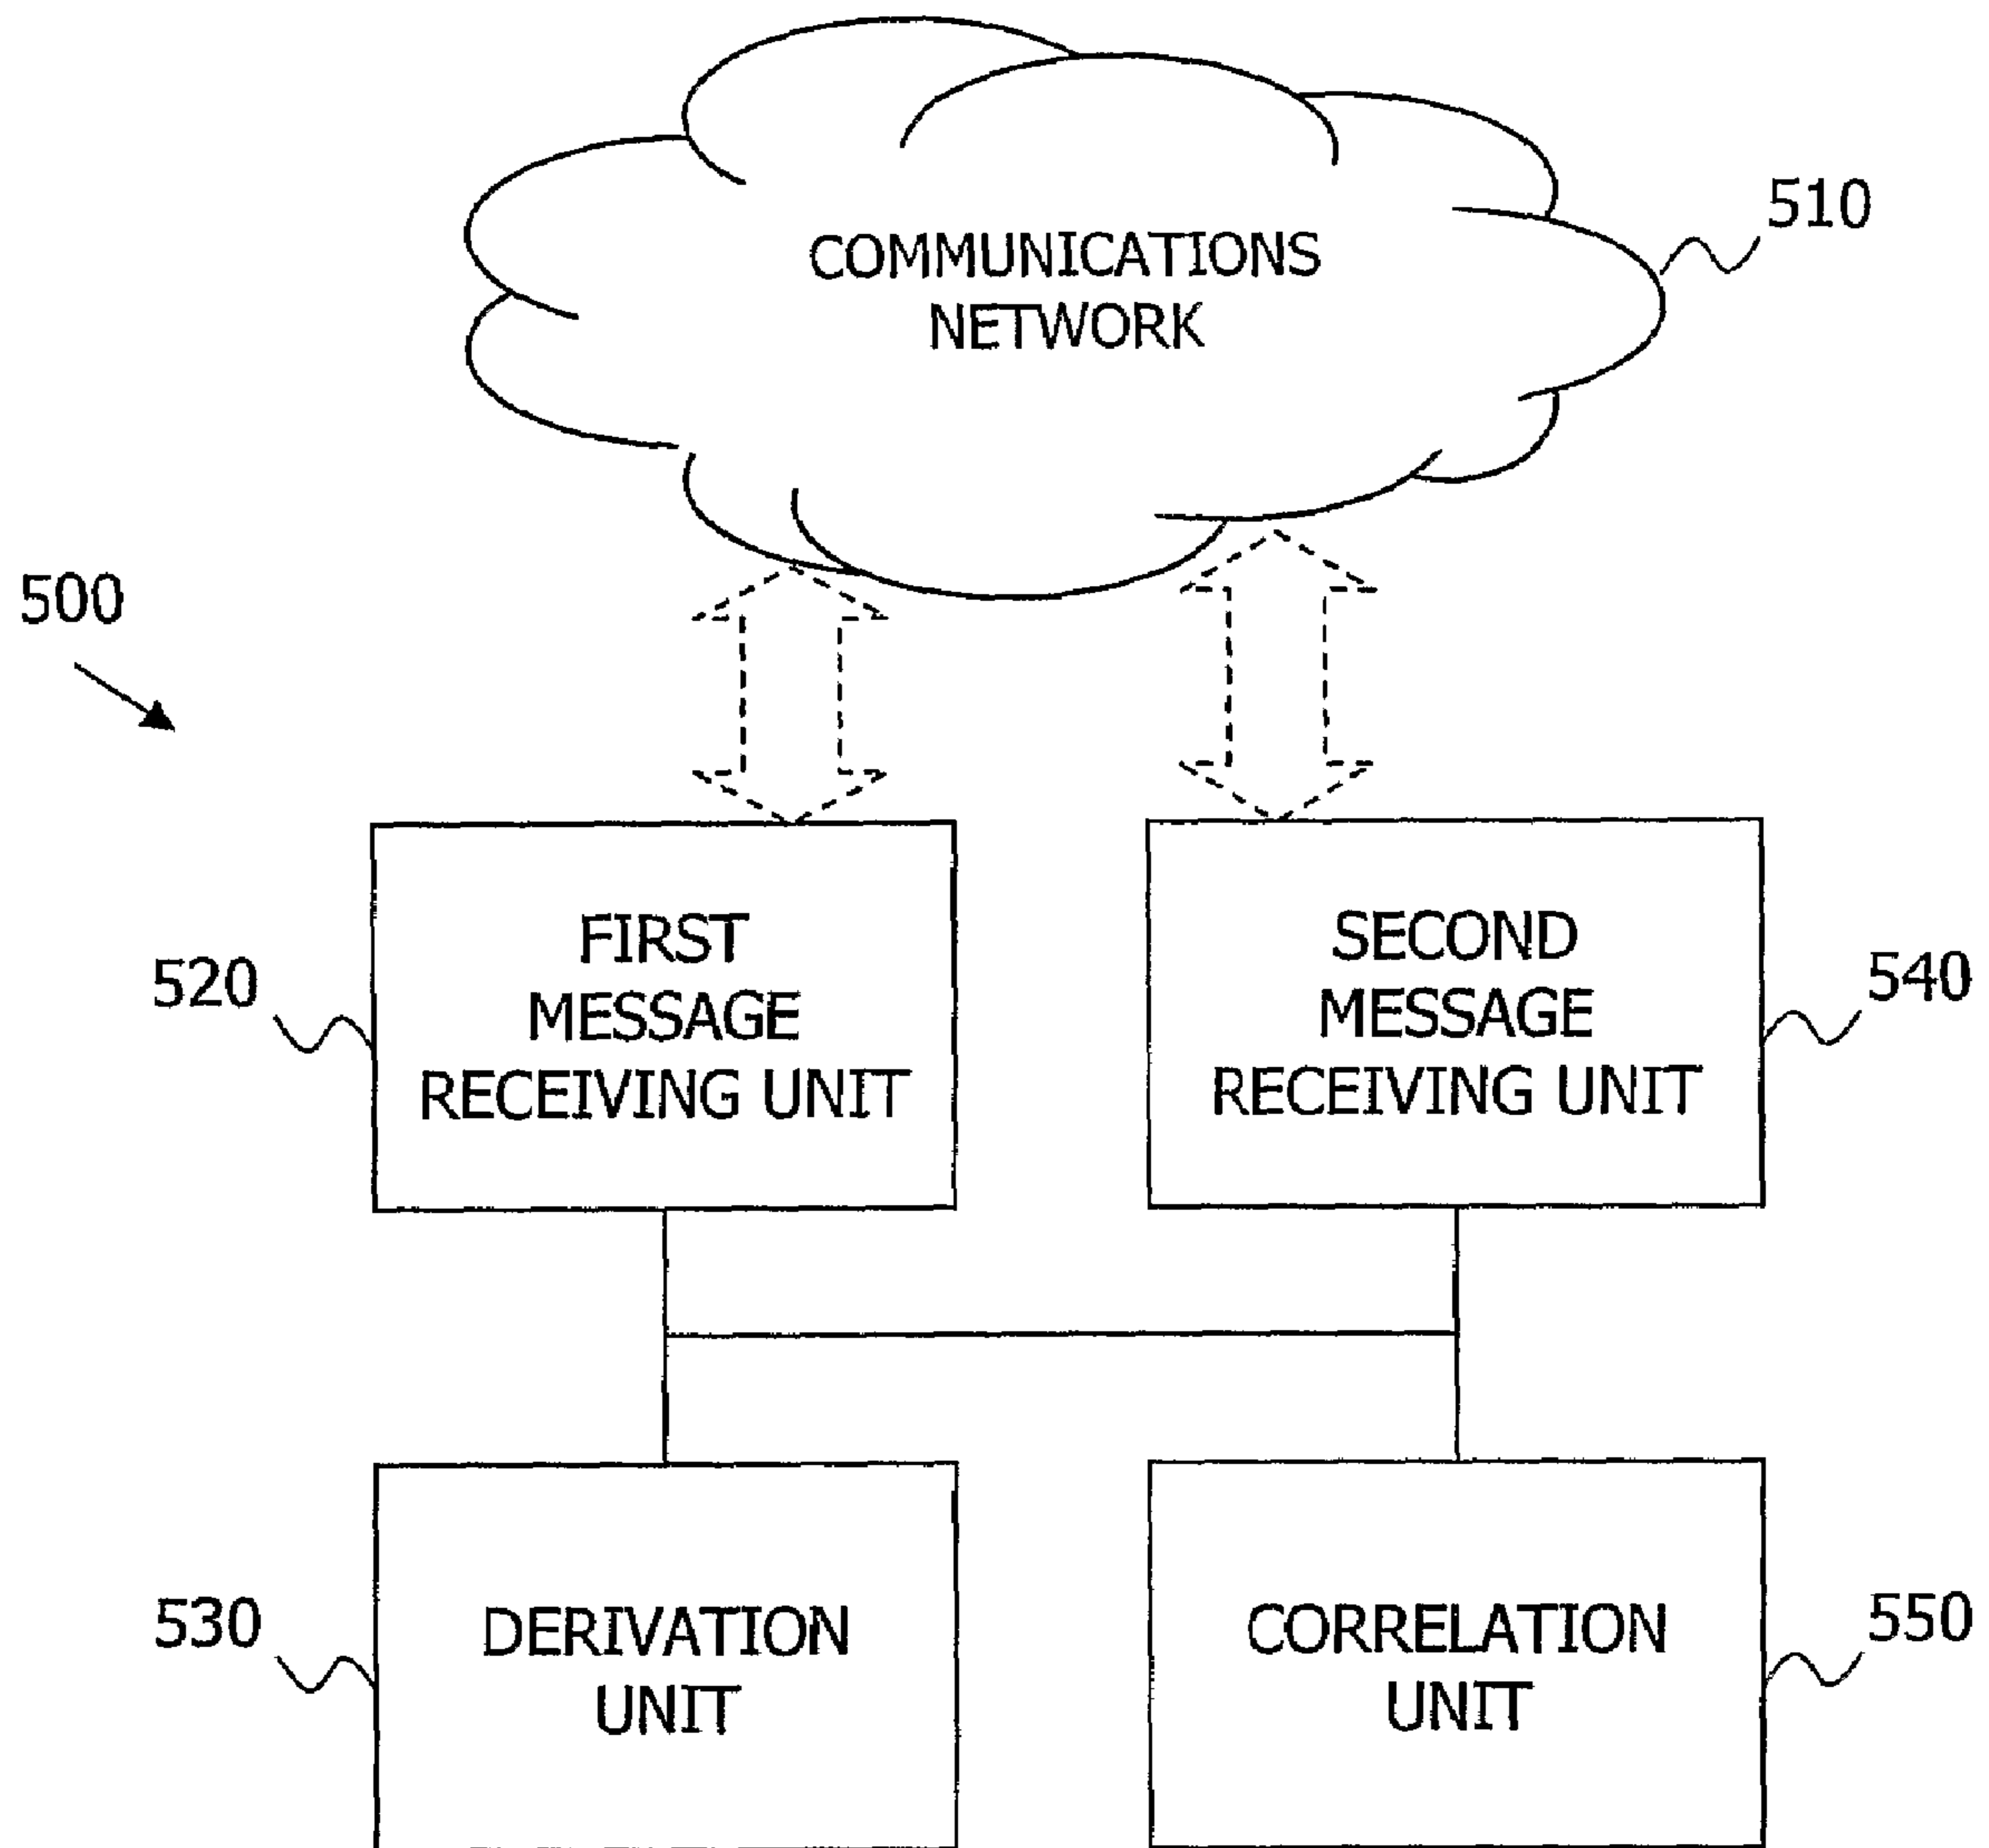 510
COMMUNICATIONS
NETWORK
500
520
FIRST
MESSAGE
RECEIVING UNIT
SECOND
MESSAGE
RECEIVING UNIT
540
530
DERIVATION
UNIT
CORRELATION
UNIT
550